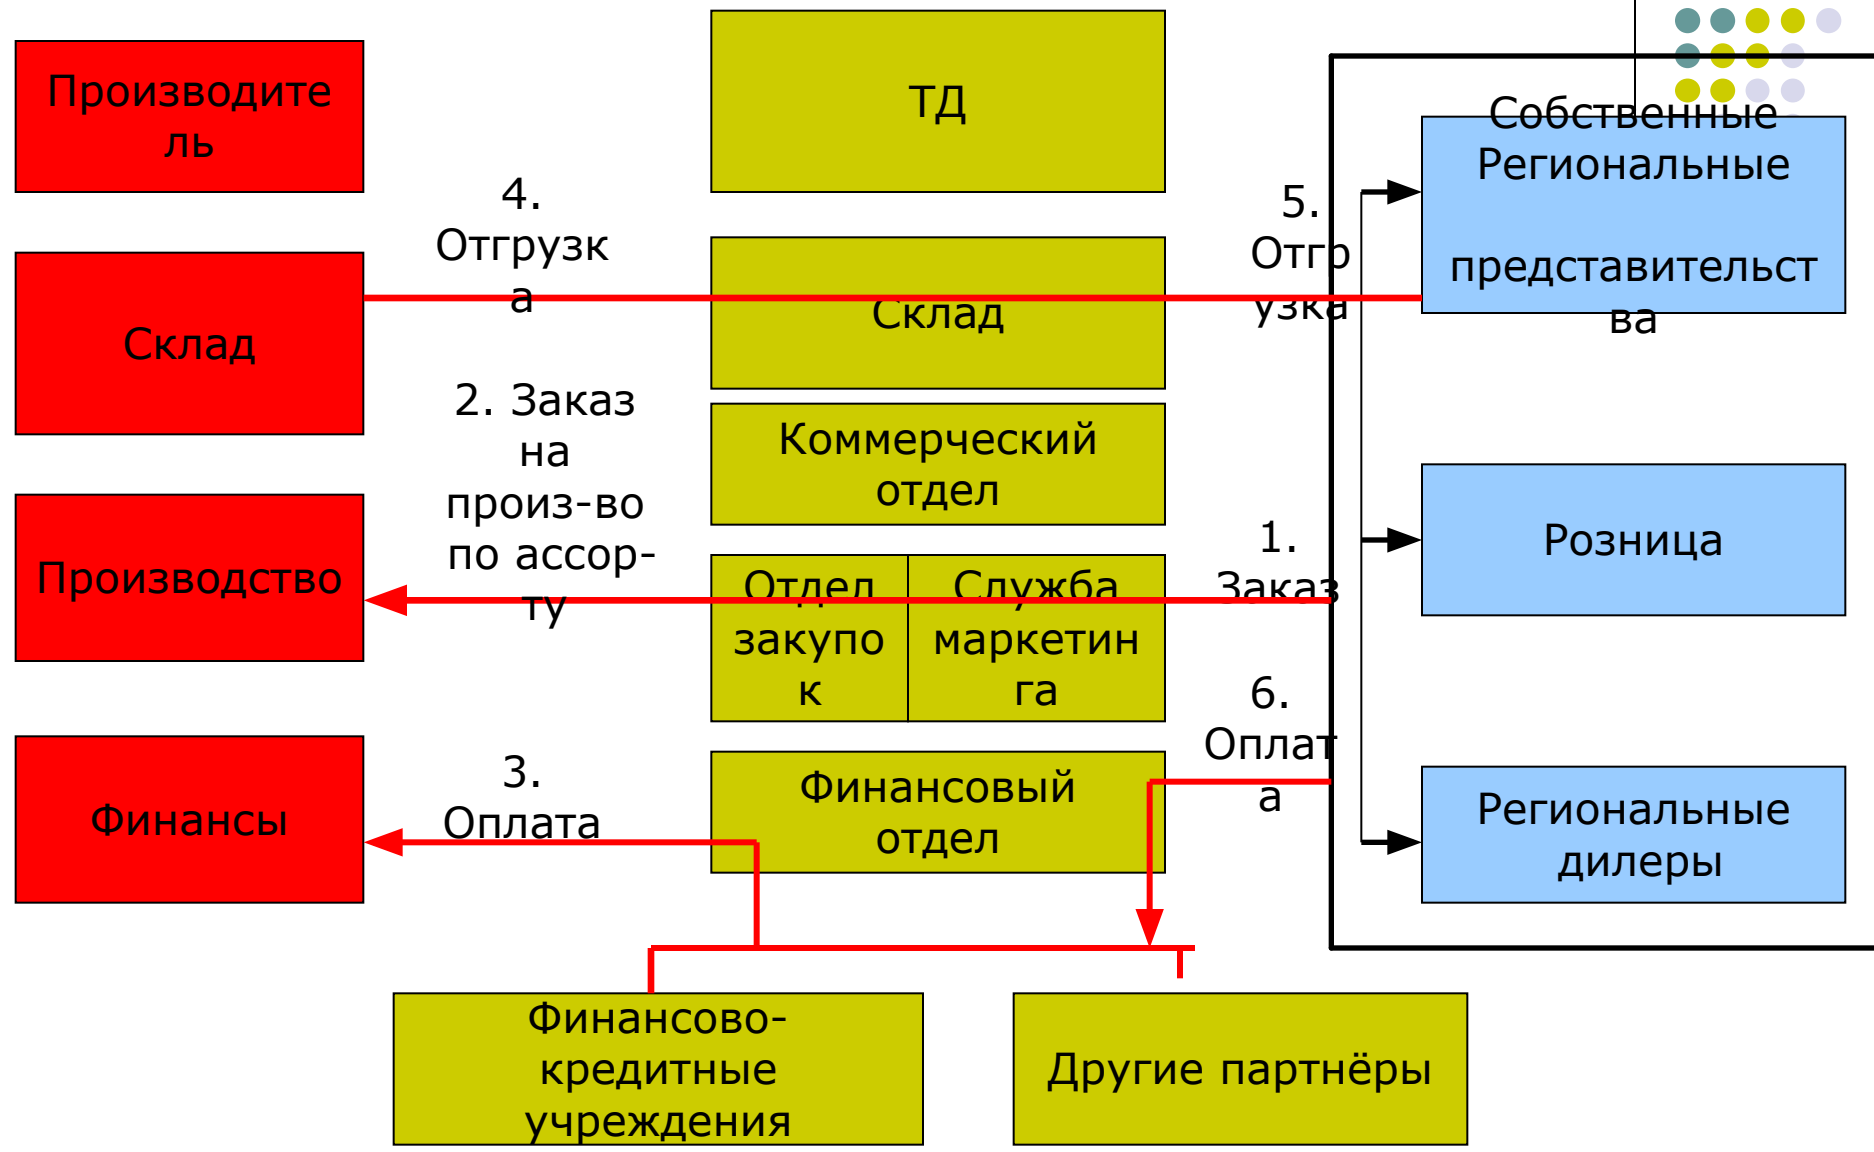 Производите
ль
ТД
Собственные
Региональные
представительст
ва
4.
Отгрузк
а
5.
Отгр
узка
Склад
Склад
2. Заказ
на
произ-во
по ассор-
ту
Коммерческий
отдел
1.
Заказ
Розница
Производство
Отдел
закупо
к
Служба
маркетин
га
6.
Оплат
а
3.
Оплата
Финансы
Финансовый
отдел
Региональные
дилеры
Финансово-
кредитные
учреждения
Другие партнёры